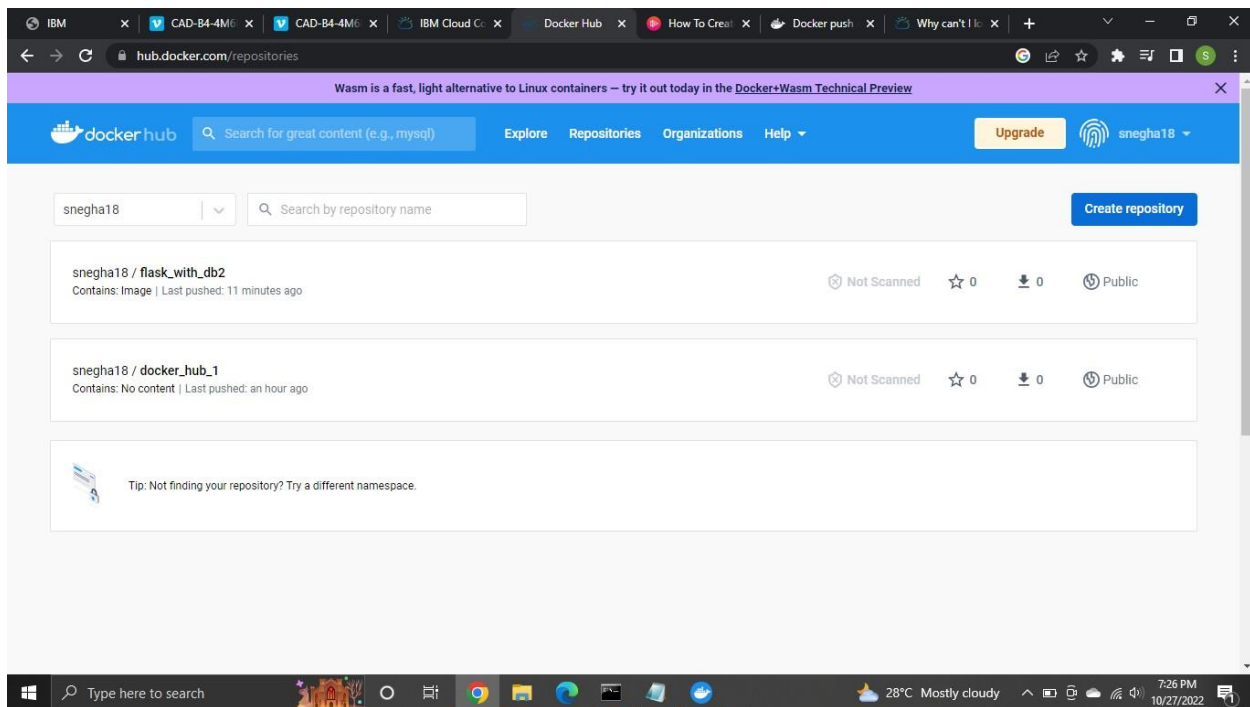 IBM
CAD-B4-4M6
CAD-B4-4M6
IBM Cloud Co
Docker Hub
How To Creat
Docker push
Why can't I lo
hub.docker.com/repositories
S
Wasm is a fast, light alternative to Linux containers — try it out today in the Docker+Wasm Technical Preview
dockerhub
Search for great content (e.g., mysql)
Explore
Repositories
Organizations
Help
Upgrade
snegha18
snegha18
Search by repository name
Create repository
snegha18 / flask_with_db2
Contains: Image | Last pushed: 11 minutes ago
Not Scanned
0
0
Public
snegha18 / docker_hub_1
Contains: No content | Last pushed: an hour ago
Not Scanned
0
0
Public
Tip: Not finding your repository? Try a different namespace.
Type here to search
28°C Mostly cloudy
7:26 PM
10/27/2022
1